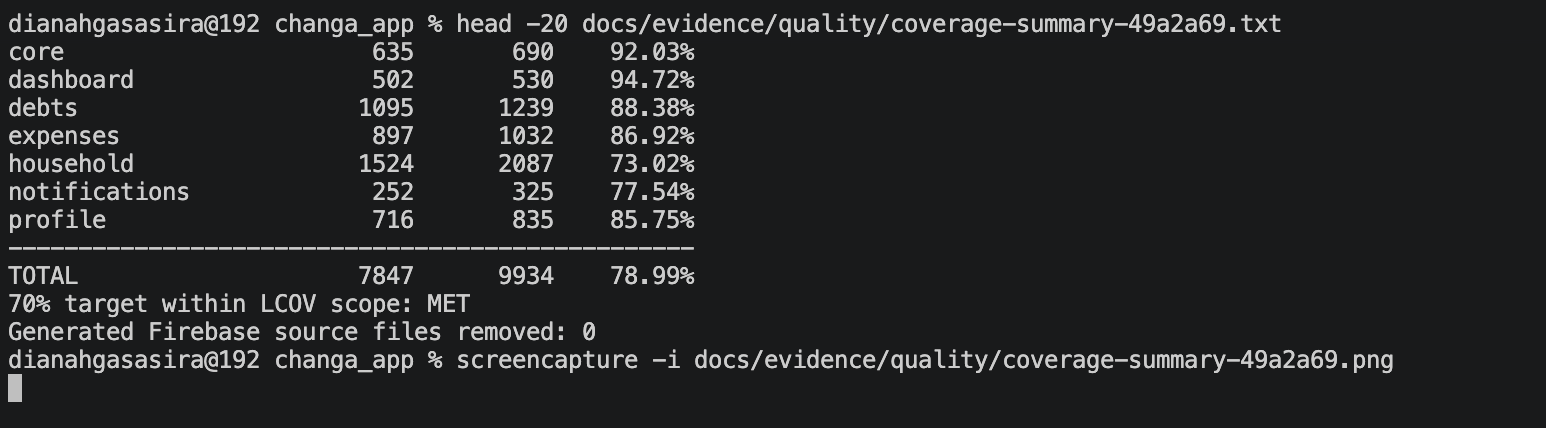 dianahgasasira@192 changa_app % head -20 docs/evidence/quality/coverage-summary-49a2a69.txt
core                      635       690    92.03%
dashboard                 502       530    94.72%
debts                    1095      1239    88.38%
expenses                  897      1032    86.92%
household                1524      2087    73.02%
notifications             252       325    77.54%
profile                   716       835    85.75%
-------------------------------------------------
TOTAL                    7847      9934    78.99%
70% target within LCOV scope: MET
Generated Firebase source files removed: 0
dianahgasasira@192 changa_app % screencapture -i docs/evidence/quality/coverage-summary-49a2a69.png